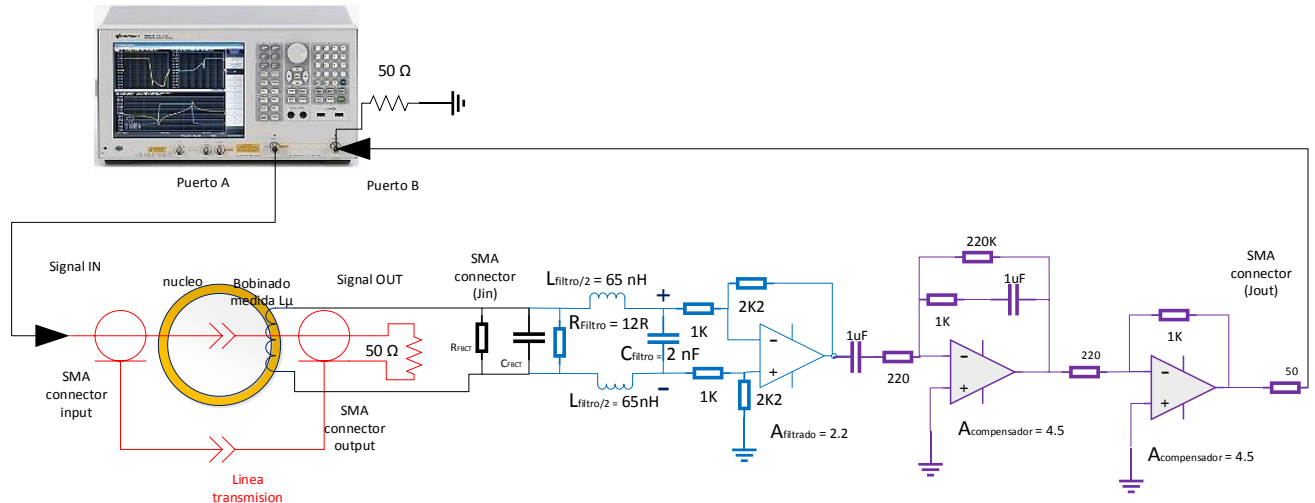 50 Ω
Puerto A
Puerto B
Signal IN
nucleo
Bobinado
medida Lµ
Signal OUT
SMA
connector
(Jin)
50 Ω
SMA
connector
input
SMA
connector
output
Linea
transmision
RFBCT
CFBCT
Lfiltro/2 = 65 nH
RFiltro = 12R
Cfiltro = 2 nF
Lfiltro/2 = 65nH
+
−
1K
1K
2K2
2K2
−
+
Afiltrado = 2.2
1uF
220
220K
1K
1uF
−
+
Acompensador = 4.5
220
1K
−
+
Acompensador = 4.5
SMA
connector
(Jout)
50